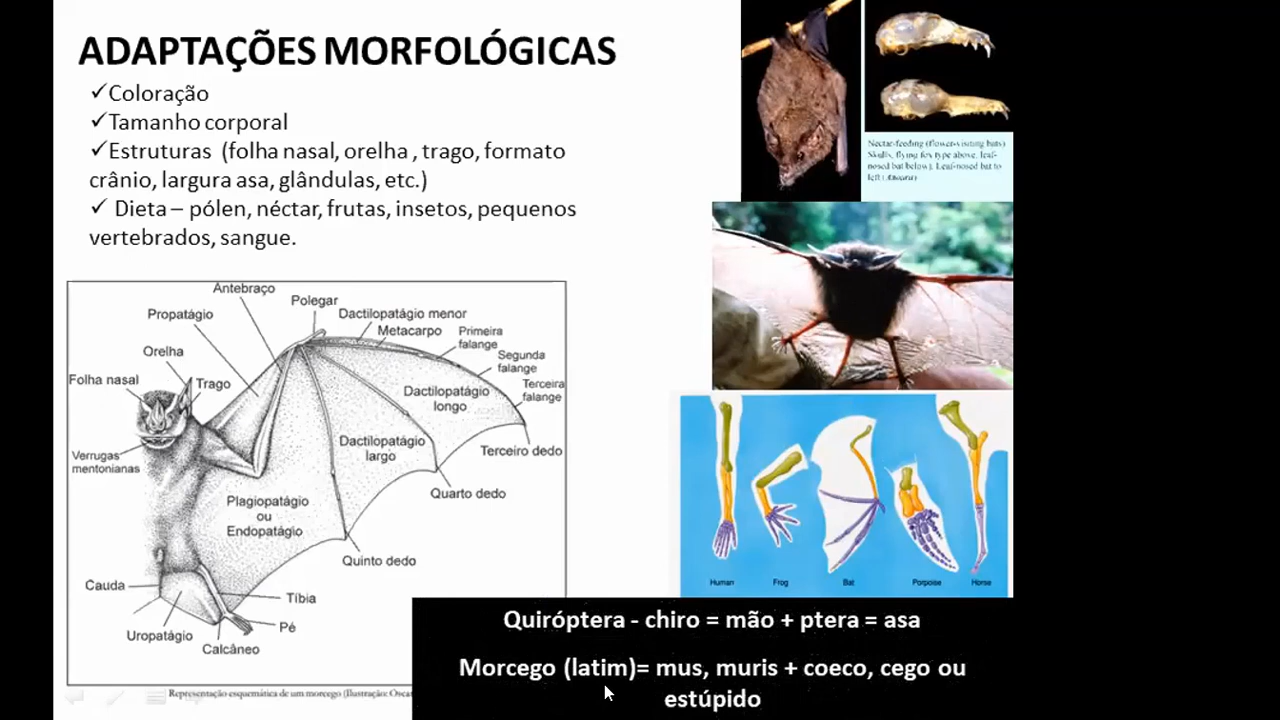 ADAPTAÇÕES MORFOLÓGICAS
✓Coloração
✓Tamanho corporal
✓Estruturas (folha nasal, orelha , trago, formato
crânio, largura asa, glândulas, etc.)
✓ Dieta – pólen, néctar, frutas, insetos, pequenos
vertebrados, sangue.
Nectar-feeding (flower-visiting bats)
Skulls, flying fox type above, leaf-
nosed bat below). Leaf-nosed bat to
left
Antebraço
Polegar
Propatágio
Dactilopatágio menor
Metacarpo
Primeira
falange
Orelha
Segunda
falange
Folha nasal
Trago
Terceira
falange
Dactilopatágio
longo
Dactilopatágio
largo
Terceiro dedo
Verrugas
mentonianas
Quarto dedo
Plagiopatágio
ou
Endopatágio
Quinto dedo
Cauda
Tíbia
Pé
Uropatágio
Calcâneo
Representação esquemática de um morcego (Ilustração: Oscar
Human
Frog
Bat
Porpoise
Horse
Quiróptera - chiro = mão + ptera = asa
Morcego (latim)= mus, muris + coeco, cego ou
estúpido